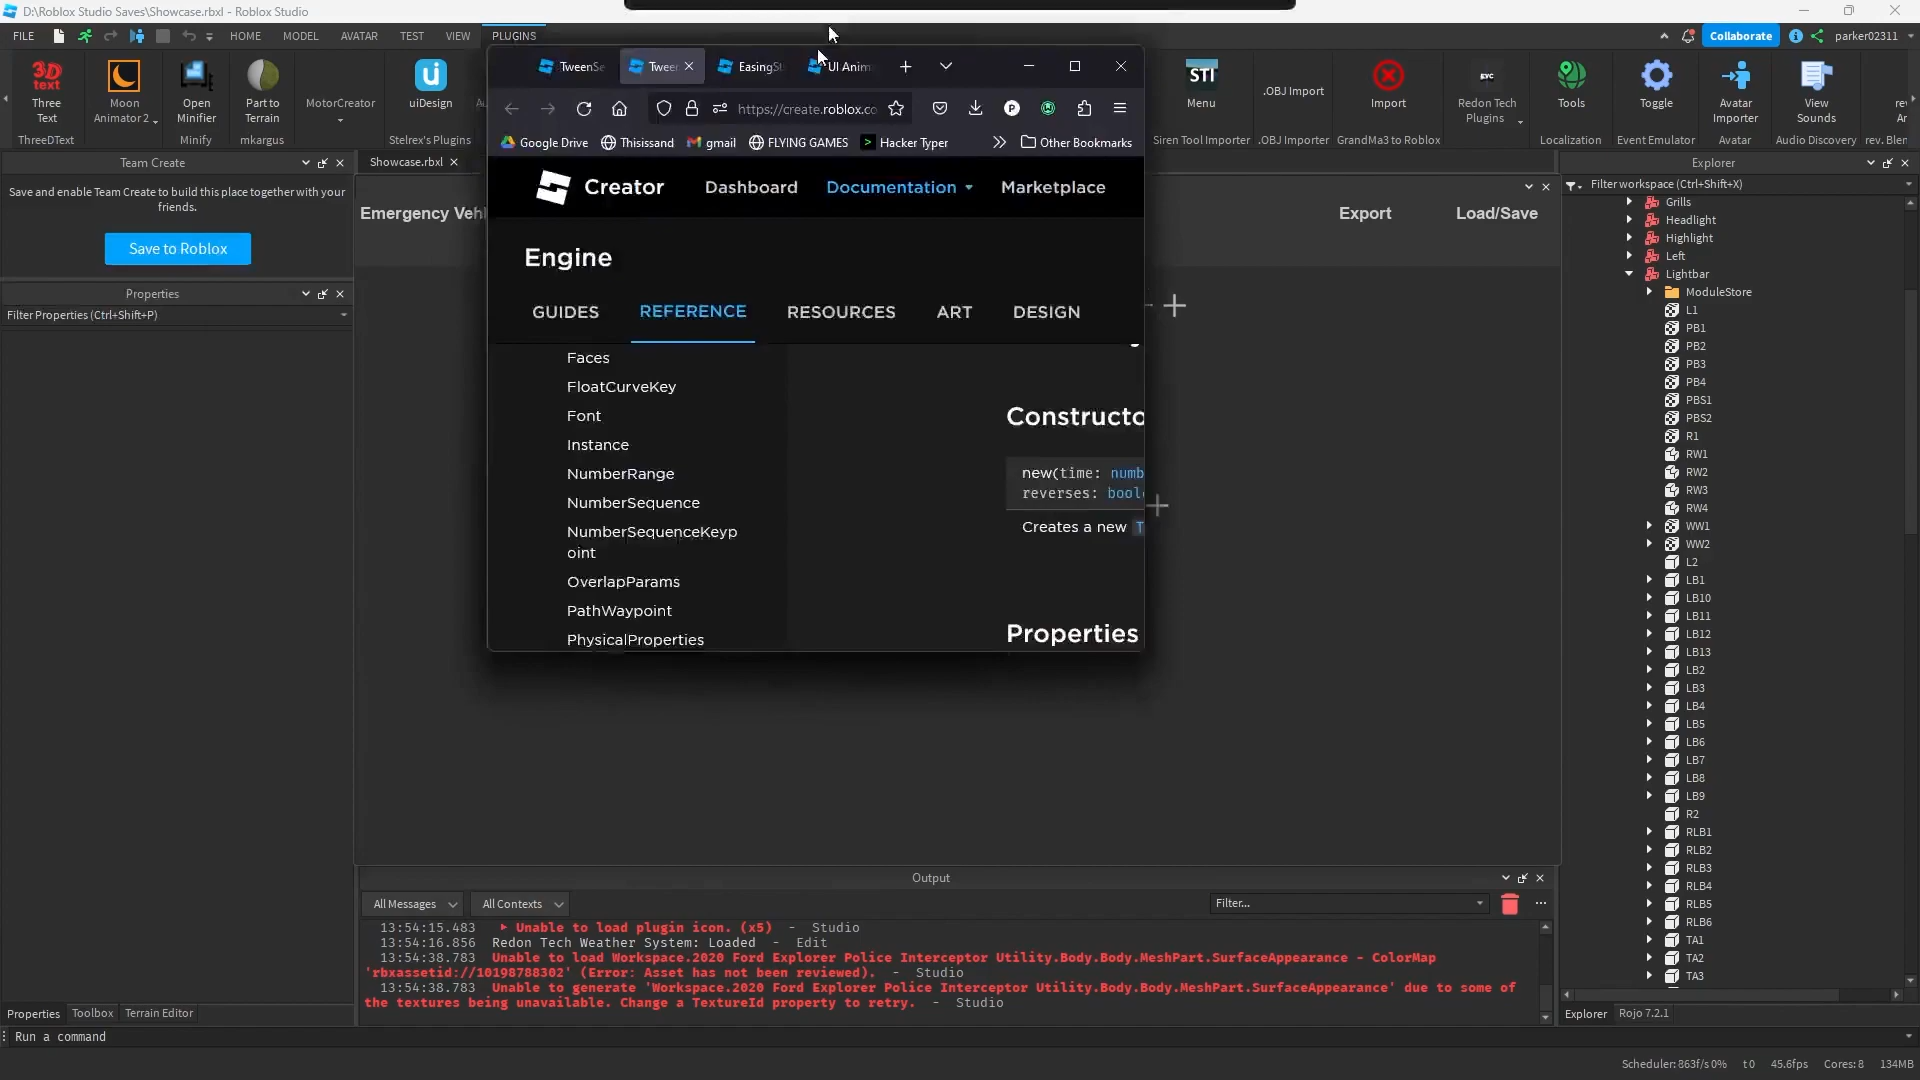 D:\Roblox Studio Saves\Showcase.rbxl - Roblox Studio
FILE
HOME
MODEL
AVATAR
TEST
VIEW
PLUGINS
Collaborate
parker02311
Three
Text
ThreeDText
Moon
Animator 2
Open
Minifier
Minify
Part to
Terrain
mkargus
MotorCreator
uiDesign
Stelrex's Plugins
STI
Menu
Siren Tool Importer
.OBJ Import
.OBJ Importer
Import
GrandMa3 to Roblox
Redon Tech
Plugins
Tools
Localization
Toggle
Event Emulator
Avatar
Importer
Avatar
View
Sounds
Audio Discovery
rev. Blen
Team Create
Save and enable Team Create to build this place together with your
friends.
Save to Roblox
Properties
Filter Properties (Ctrl+Shift+P)
Showcase.rbxl
Emergency Vehi
Export
Load/Save
TweenSe
Tween
EasingSt
UI Anim
https://create.roblox.co
Google Drive
Thisissand
gmail
FLYING GAMES
Hacker Typer
Other Bookmarks
Creator
Dashboard
Documentation
Marketplace
Engine
GUIDES
REFERENCE
RESOURCES
ART
DESIGN
Faces
FloatCurveKey
Font
Instance
NumberRange
NumberSequence
NumberSequenceKeyp
oint
OverlapParams
PathWaypoint
PhysicalProperties
Constructo
new(time: numb
reverses: boole
Creates a new T
Properties
Explorer
Filter workspace (Ctrl+Shift+X)
Grills
Headlight
Highlight
Left
Lightbar
ModuleStore
L1
PB1
PB2
PB3
PB4
PBS1
PBS2
R1
RW1
RW2
RW3
RW4
WW1
WW2
L2
LB1
LB10
LB11
LB12
LB13
LB2
LB3
LB4
LB5
LB6
LB7
LB8
LB9
R2
RLB1
RLB2
RLB3
RLB4
RLB5
RLB6
TA1
TA2
TA3
Explorer
Rojo 7.2.1
Output
All Messages
All Contexts
Filter...
13:54:15.483 Unable to load plugin icon. (x5) - Studio
13:54:16.856 Redon Tech Weather System: Loaded - Edit
13:54:38.783 Unable to load Workspace.2020 Ford Explorer Police Interceptor Utility.Body.Body.MeshPart.SurfaceAppearance - ColorMap
'rbxassetid://10198788302' (Error: Asset has not been reviewed). - Studio
13:54:38.783 Unable to generate 'Workspace.2020 Ford Explorer Police Interceptor Utility.Body.Body.MeshPart.SurfaceAppearance' due to some of
the textures being unavailable. Change a TextureId property to retry. - Studio
Properties
Toolbox
Terrain Editor
Run a command
Scheduler:863f/s0%
t0
45.6fps
Cores: 8
134MB